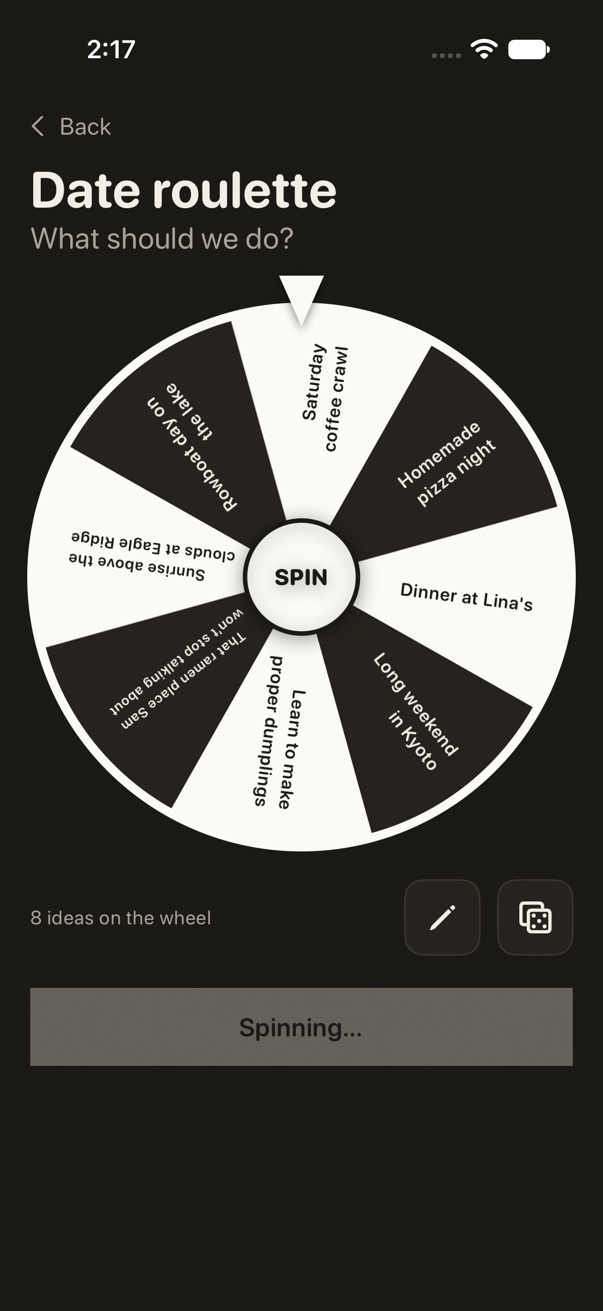 2:17
Back
Date roulette
What should we do?
Saturday
coffee crawl
Homemade
pizza night
Dinner at Lina's
Long weekend
in Kyoto
Learn to make
proper dumplings
That ramen place Sam
won't stop talking about
Sunrise above the
clouds at Eagle Ridge
Rowboat day on
the lake
SPIN
8 ideas on the wheel
Spinning...